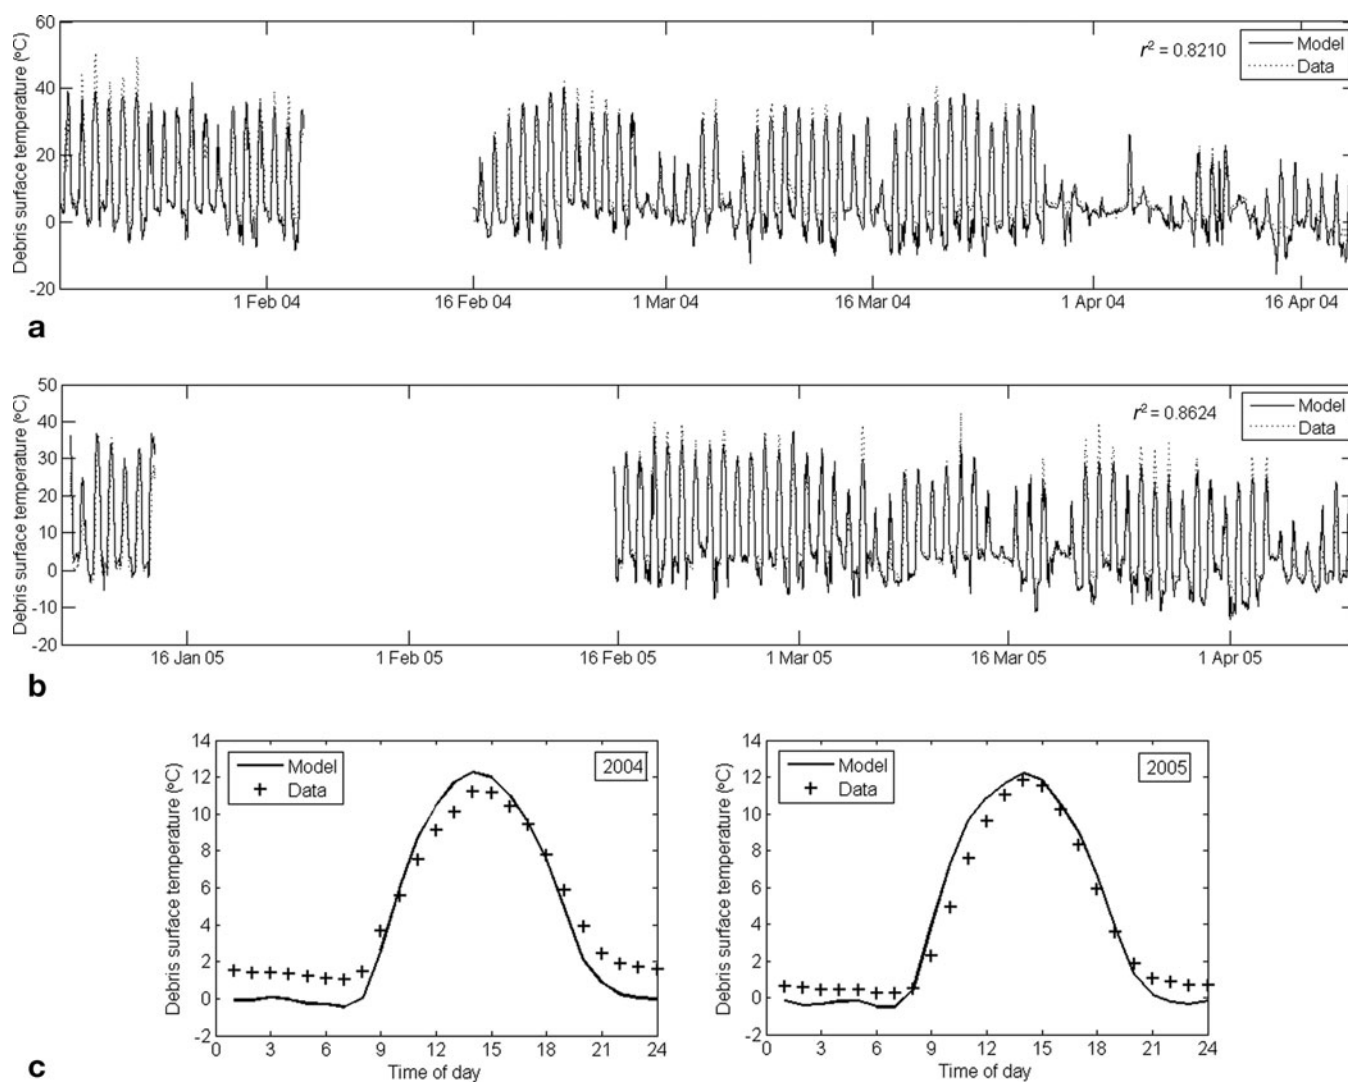 60
40
20
0
-20
Debris surface temperature (ºC)
r² = 0.8210
Model
Data
1 Feb 04
16 Feb 04
1 Mar 04
16 Mar 04
1 Apr 04
16 Apr 04
a
50
40
30
20
10
0
-10
-20
Debris surface temperature (ºC)
r² = 0.8624
Model
Data
16 Jan 05
1 Feb 05
16 Feb 05
1 Mar 05
16 Mar 05
1 Apr 05
b
14
12
10
8
6
4
2
0
-2
Debris surface temperature (ºC)
Model
Data
2004
0 3 6 9 12 15 18 21 24
Time of day
14
12
10
8
6
4
2
0
-2
Debris surface temperature (ºC)
Model
Data
2005
0 3 6 9 12 15 18 21 24
Time of day
c